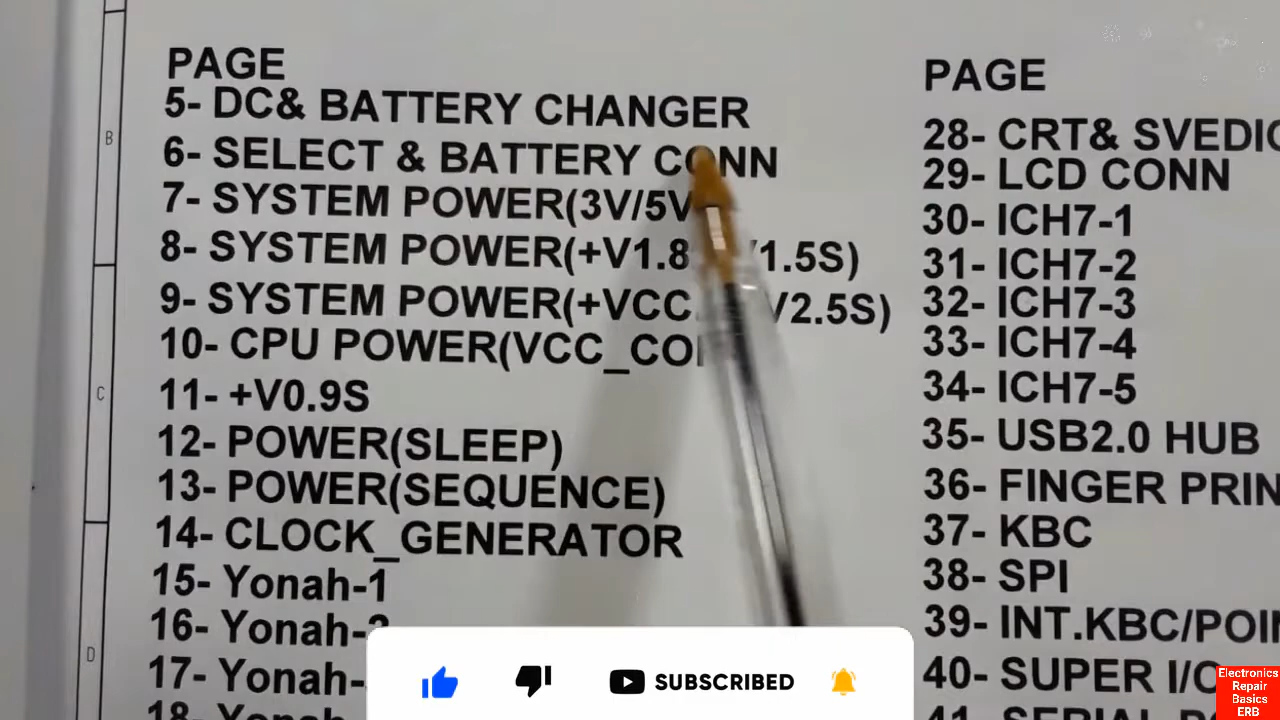 PAGE
5- DC& BATTERY CHANGER
6- SELECT & BATTERY CONN
7- SYSTEM POWER(3V/5V
8- SYSTEM POWER(+V1.8 /1.5S)
9- SYSTEM POWER(+VCC /2.5S)
10- CPU POWER(VCC_CO
11- +V0.9S
12- POWER(SLEEP)
13- POWER(SEQUENCE)
14- CLOCK_GENERATOR
15- Yonah-1
16- Yonah-
17- Yonah-
18- Yonah
PAGE
28- CRT& SVEDIO
29- LCD CONN
30- ICH7-1
31- ICH7-2
32- ICH7-3
33- ICH7-4
34- ICH7-5
35- USB2.0 HUB
36- FINGER PRIN
37- KBC
38- SPI
39- INT.KBC/POI
40- SUPER I/O
41- SERIAL
B
C
D
SUBSCRIBED
Electronics
Repair
Basics
ERB